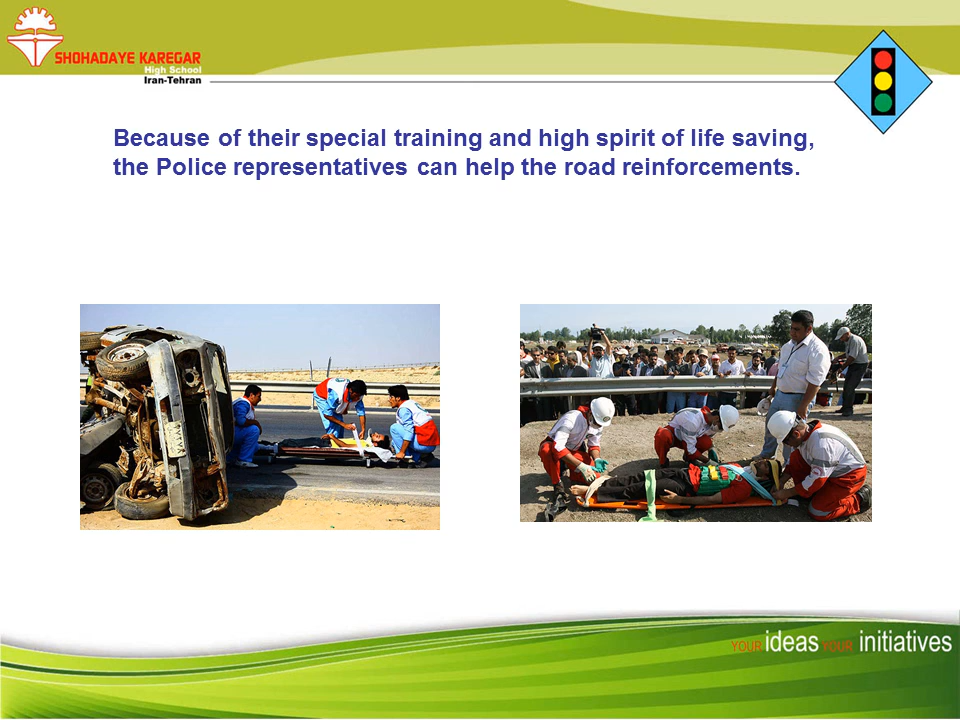 SHOHADAYE KAREGAR
High School
Iran-Tehran
Because of their special training and high spirit of life saving,
the Police representatives can help the road reinforcements.
YOUR ideas YOUR initiatives